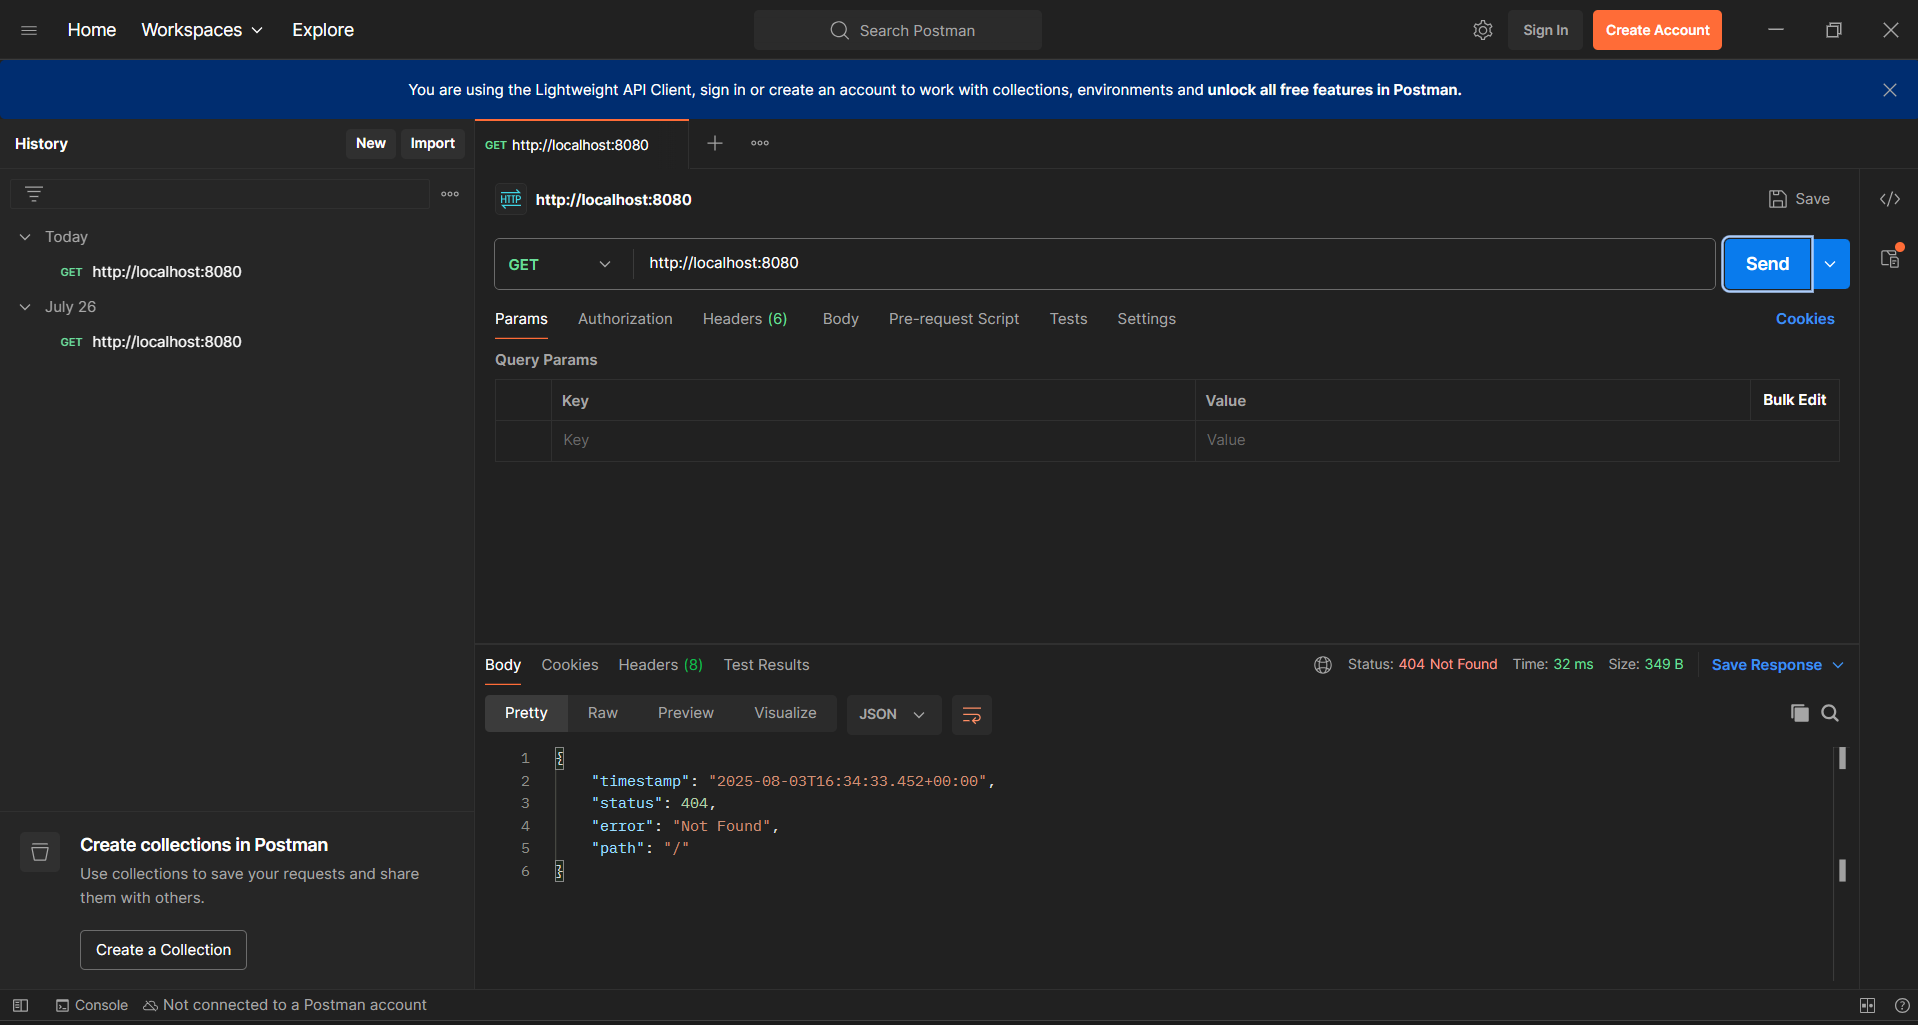 Home Workspaces Explore Search Postman Sign In Create Account
You are using the Lightweight API Client, sign in or create an account to work with collections, environments and unlock all free features in Postman.
History New Import
GET http://localhost:8080
HTTP http://localhost:8080 Save
Today
GET http://localhost:8080
July 26
GET http://localhost:8080
GET http://localhost:8080 Send
Params Authorization Headers (6) Body Pre-request Script Tests Settings Cookies
Query Params
Key Value Bulk Edit
Key Value
Body Cookies Headers (8) Test Results Status: 404 Not Found Time: 32 ms Size: 349 B Save Response
Pretty Raw Preview Visualize JSON
1 {
2 "timestamp": "2025-08-03T16:34:33.452+00:00",
3 "status": 404,
4 "error": "Not Found",
5 "path": "/"
6 }
Create collections in Postman
Use collections to save your requests and share
them with others.
Create a Collection
Console Not connected to a Postman account